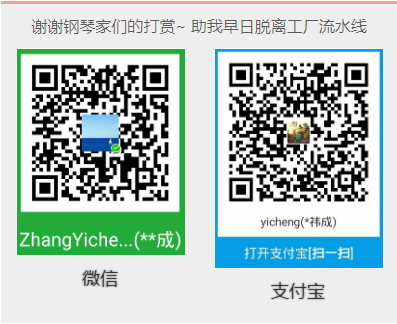 谢谢钢琴家们的打赏~ 助我早日脱离工厂流水线
ZhangYiche...(**成)
微信
yicheng(*祎成)
打开支付宝[扫一扫]
支付宝